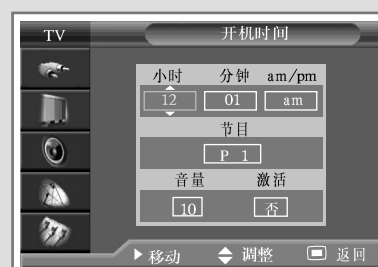 TV 开机时间
小时 分钟 am/pm
12 01 am
节目
P 1
音量 激活
10 否
移动 调整 返回